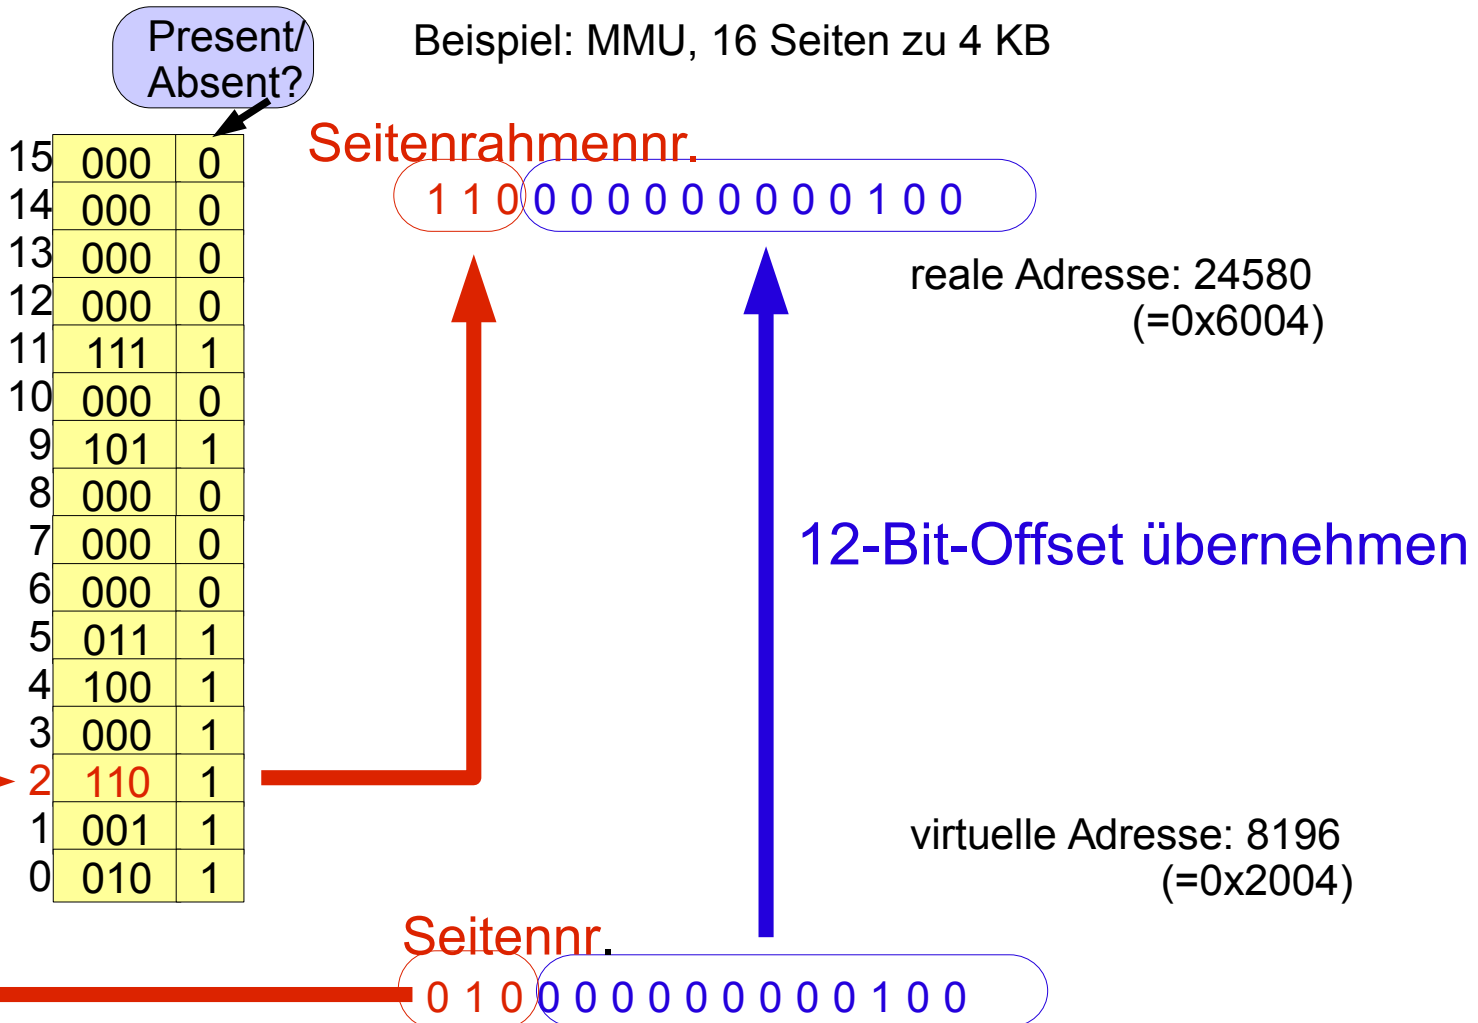 Present/
Absent?
Beispiel: MMU, 16 Seiten zu 4 KB
Seitenrahmennr.
1 1 0 0 0 0 0 0 0 0 0 0 1 0 0
reale Adresse: 24580
(=0x6004)
15 000 0
14 000 0
13 000 0
12 000 0
11 111 1
10 000 0
9 101 1
8 000 0
7 000 0
6 000 0
5 011 1
4 100 1
3 000 1
2 110 1
1 001 1
0 010 1
12-Bit-Offset übernehmen
virtuelle Adresse: 8196
(=0x2004)
Seitennr.
0 1 0 0 0 0 0 0 0 0 0 0 1 0 0